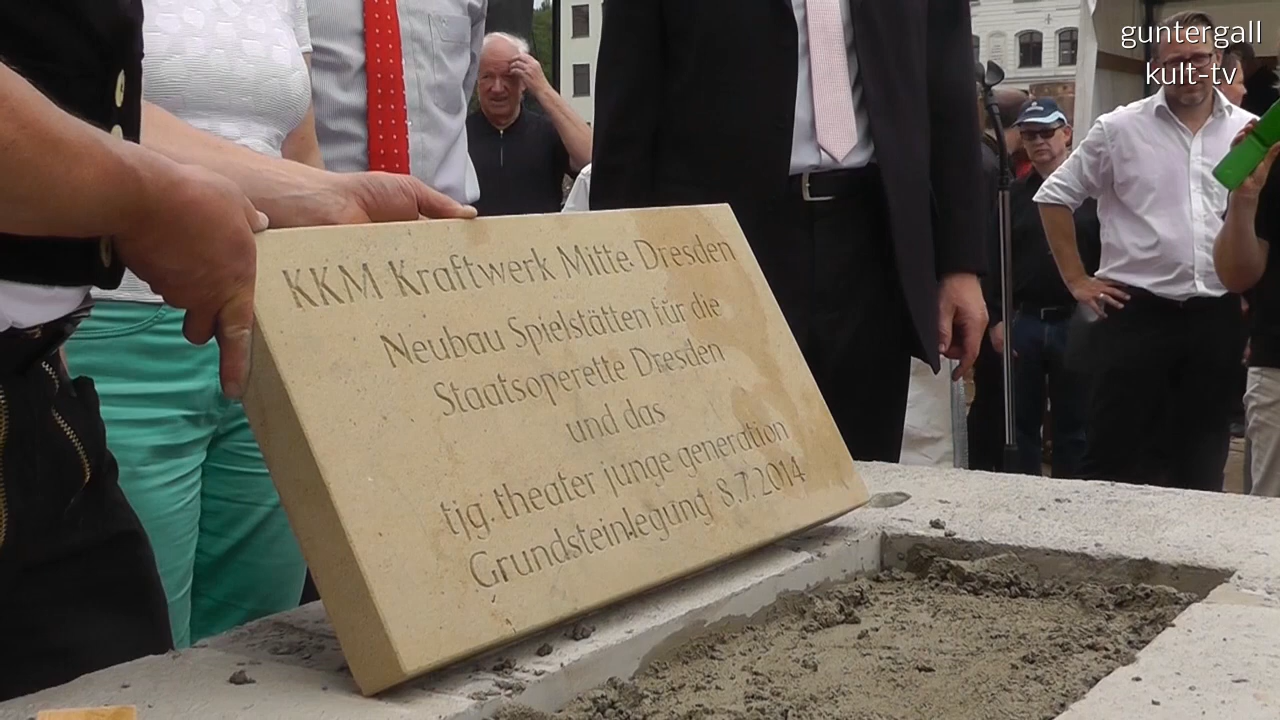 guntergall
kult-tv
KKM Kraftwerk Mitte Dresden
Neubau Spielstätten für die
Staatsoperette Dresden
und das
tjg. theater junge generation
Grundsteinlegung 8.7.2014